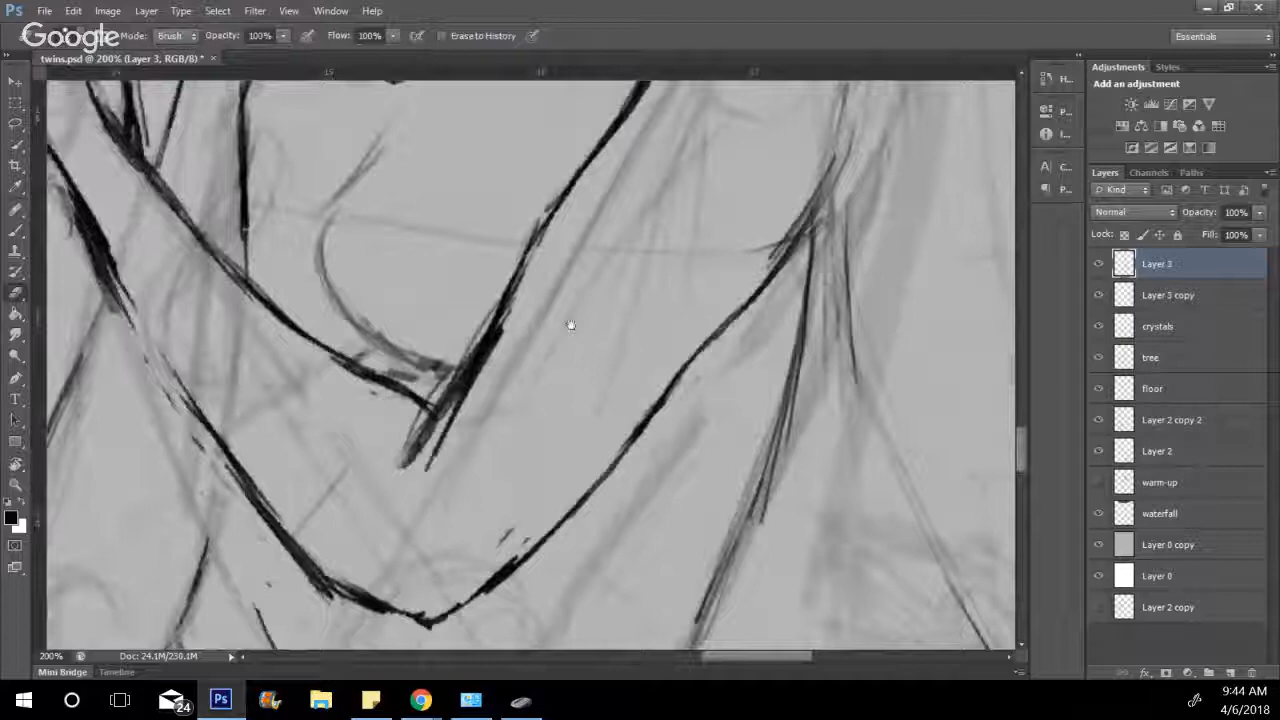 Ps File Edit Image Layer Type Select Filter View Window Help
Google
Mode: Brush Opacity: 100% Flow: 100% Erase to History Essentials
twins.psd @ 200% (Layer 3, RGB/8) * ×
15
Adjustments Styles
Add an adjustment
H...
P...
I...
C...
P...
Layers Channels Paths
Kind
Normal Opacity: 100%
Lock: Fill: 100%
Layer 3
Layer 3 copy
crystals
tree
floor
Layer 2 copy 2
Layer 2
warm-up
waterfall
Layer 0 copy
Layer 0
Layer 2 copy
200% Doc: 24.1M/230.1M
Mini Bridge Timeline
24
Ps
9:44 AM
4/6/2018